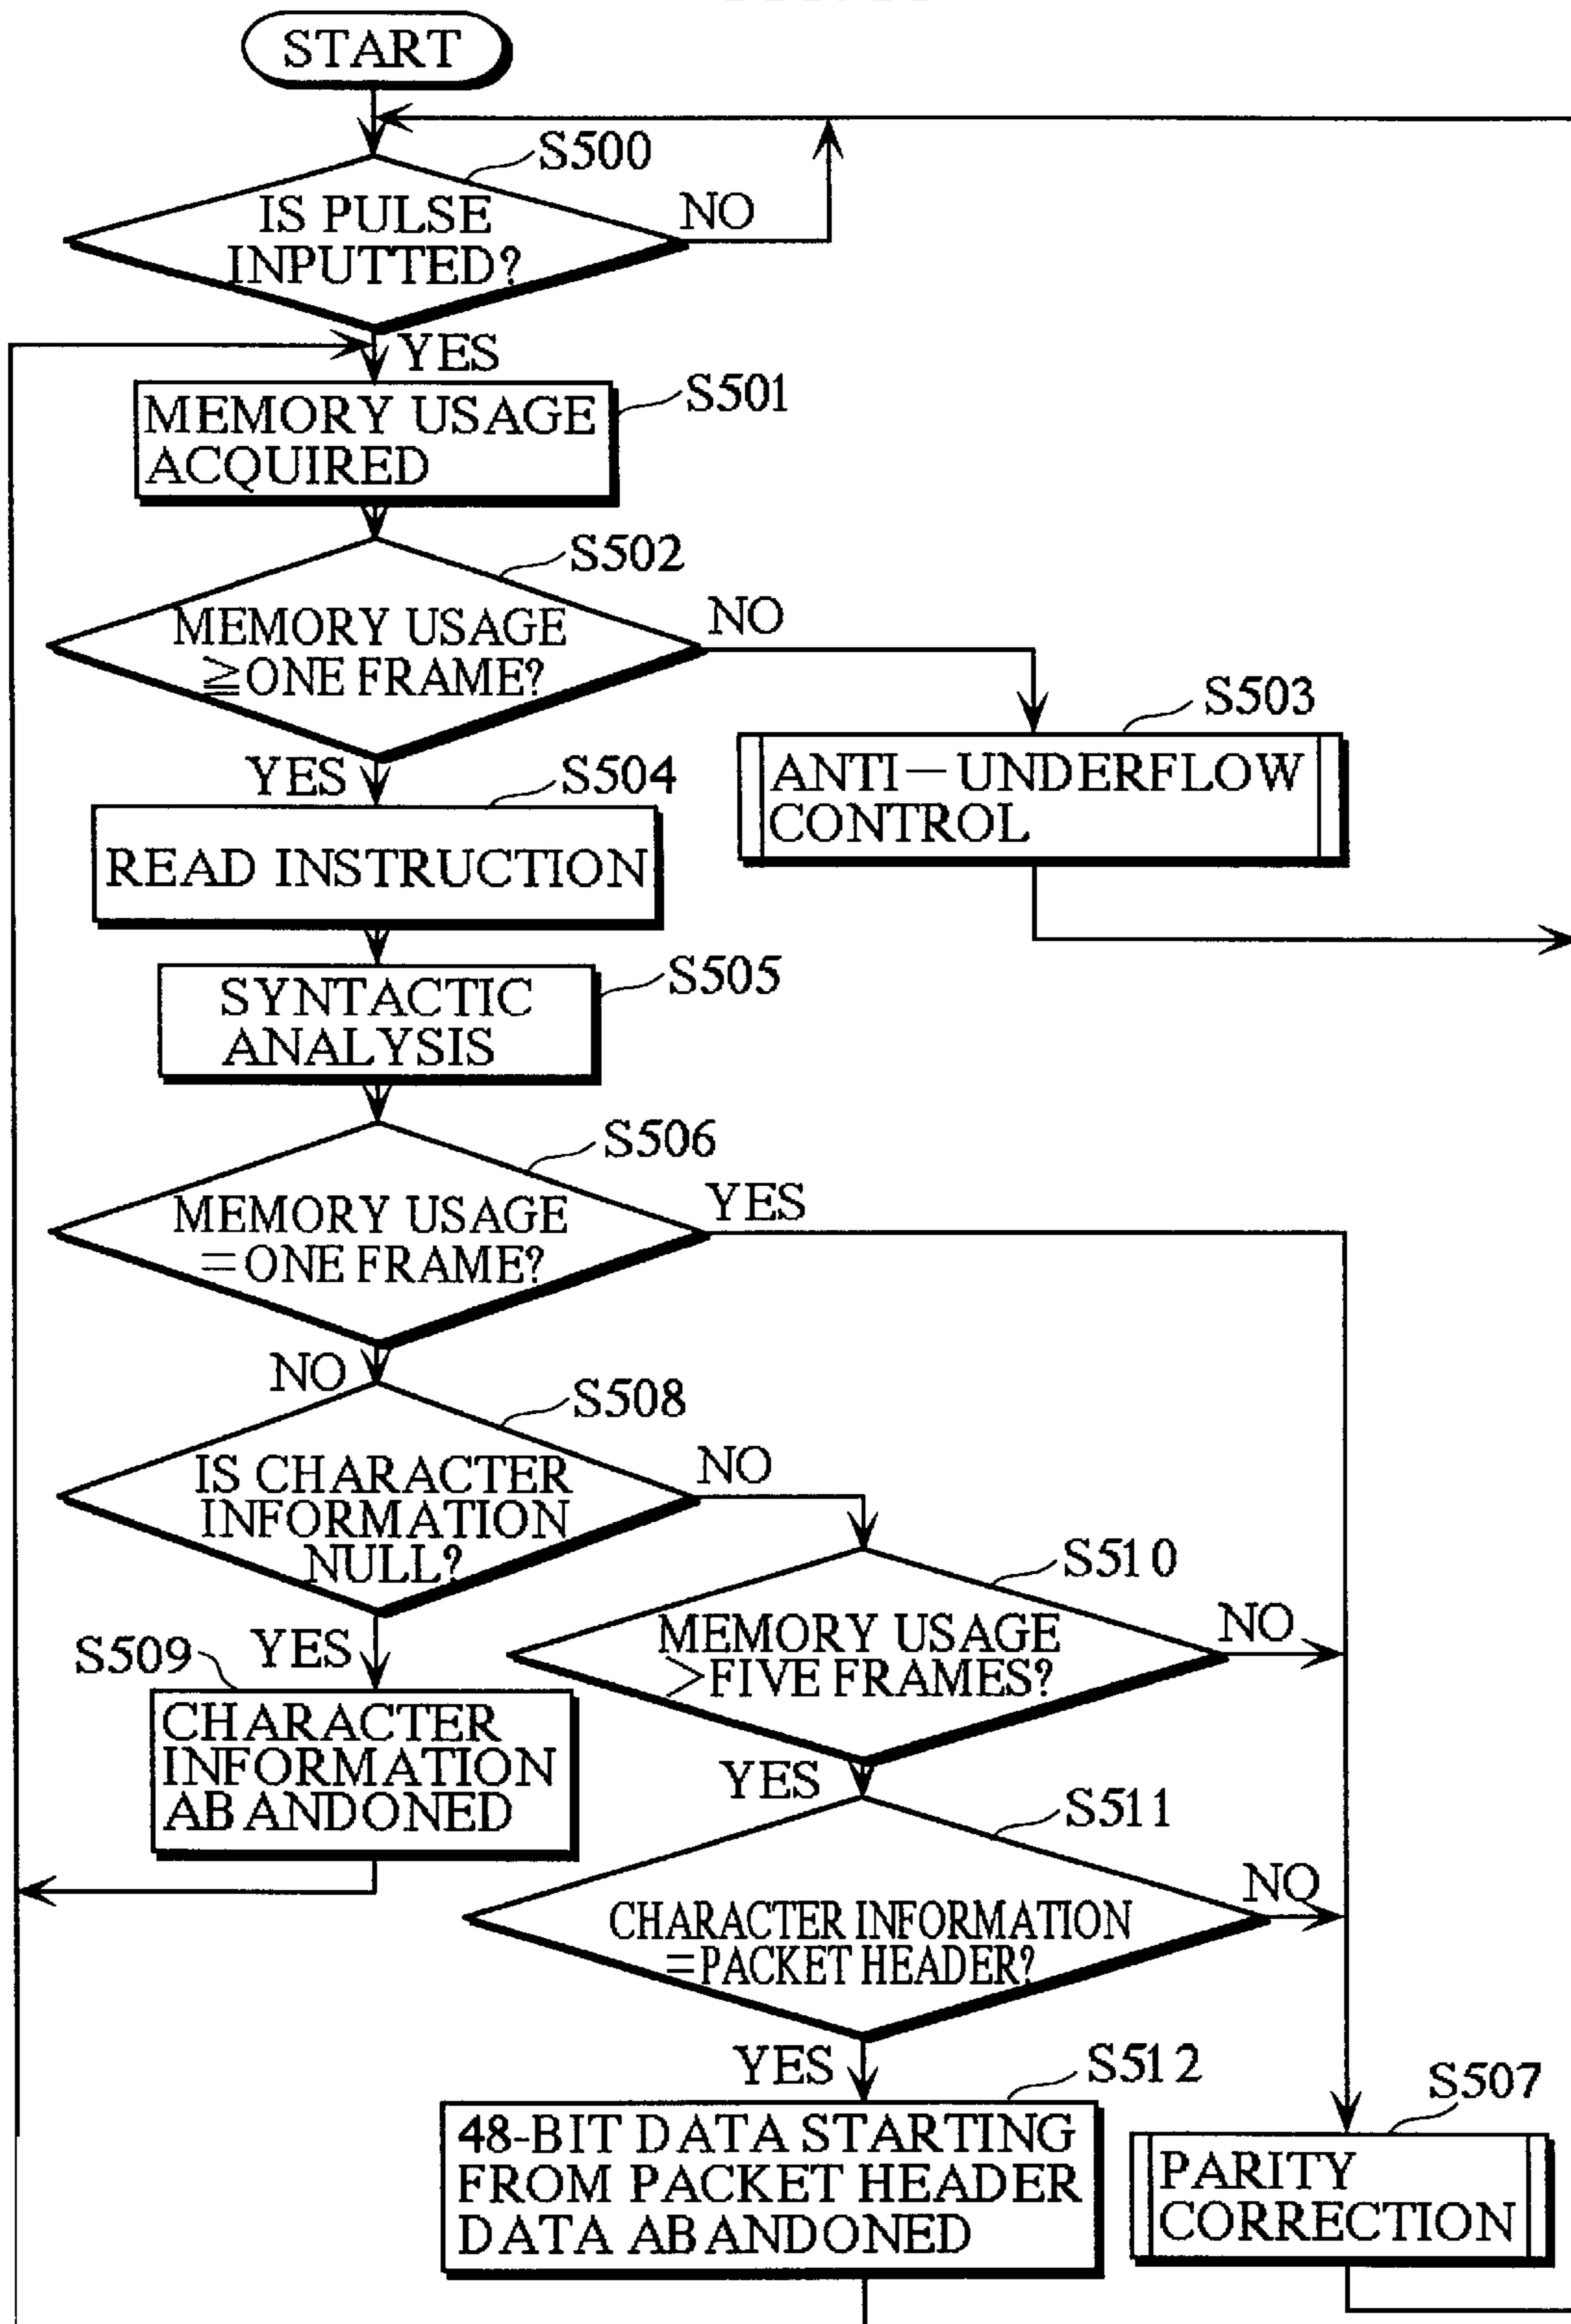 START
S500
IS PULSE
INPUTTED?
NO
YES
S501
MEMORY USAGE
ACQUIRED
S502
MEMORY USAGE
≧ONE FRAME?
NO
S503
ANTI-UNDERFLOW
CONTROL
YES
S504
READ INSTRUCTION
S505
SYNTACTIC
ANALYSIS
S506
MEMORY USAGE
=ONE FRAME?
YES
NO
S508
IS CHARACTER
INFORMATION
NULL?
NO
S510
MEMORY USAGE
>FIVE FRAMES?
NO
S509
YES
CHARACTER
INFORMATION
ABANDONED
YES
S511
CHARACTER INFORMATION
=PACKET HEADER?
NO
YES
S512
48-BIT DATA STARTING
FROM PACKET HEADER
DATA ABANDONED
S507
PARITY
CORRECTION